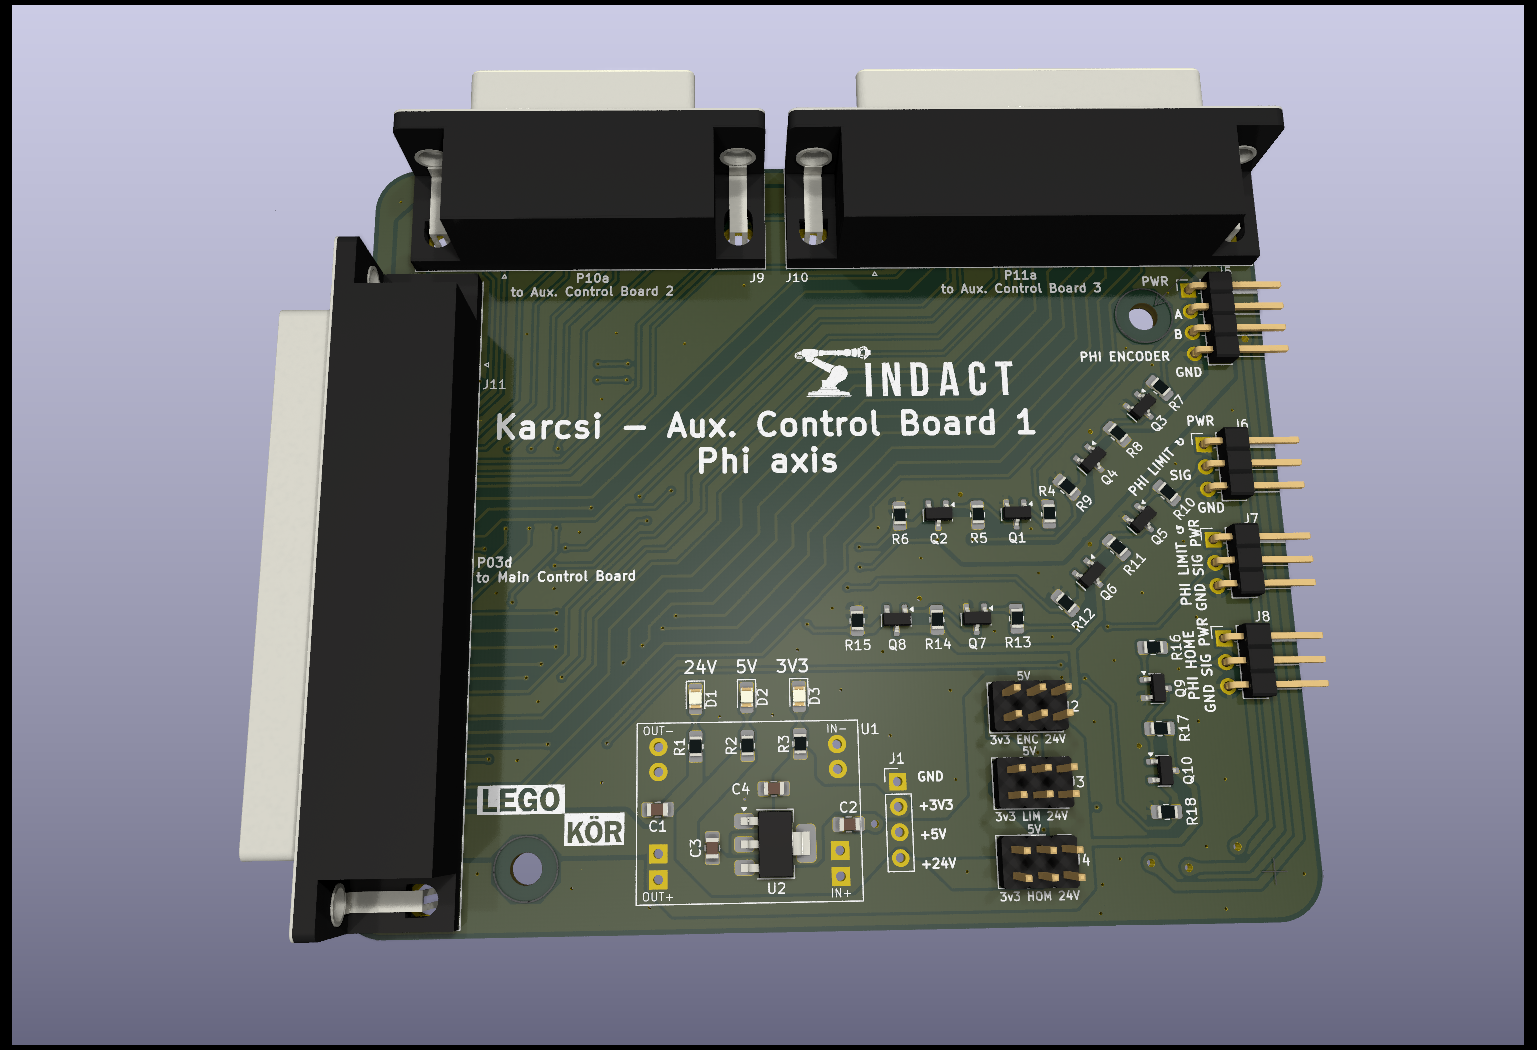 P10a
to Aux. Control Board 2
J9
J10
P11a
to Aux. Control Board 3
J5
PWR
A
B
PHI ENCODER
GND
J11
INDACT
Karcsi – Aux. Control Board 1
Phi axis
R7
Q3
R8
Q4
R9
PWR
J6
PHI LIMIT
SIG
GND
R10
Q5
R11
Q6
R12
R4
R6
Q2
R5
Q1
J7
PHI LIMIT
GND SIG PWR
P03d
to Main Control Board
R15
Q8
R14
Q7
R13
J8
PHI HOME
GND SIG PWR
R16
Q9
R17
Q10
R18
24V
5V
3V3
D1
D2
D3
OUT-
R1
R2
R3
IN-
U1
C4
C1
C3
C2
U2
OUT+
IN+
J1
GND
+3V3
+5V
+24V
5V
J2
3v3 ENC 24V
5V
J3
3v3 LIM 24V
5V
J4
3v3 HOM 24V
LEGO
KÖR